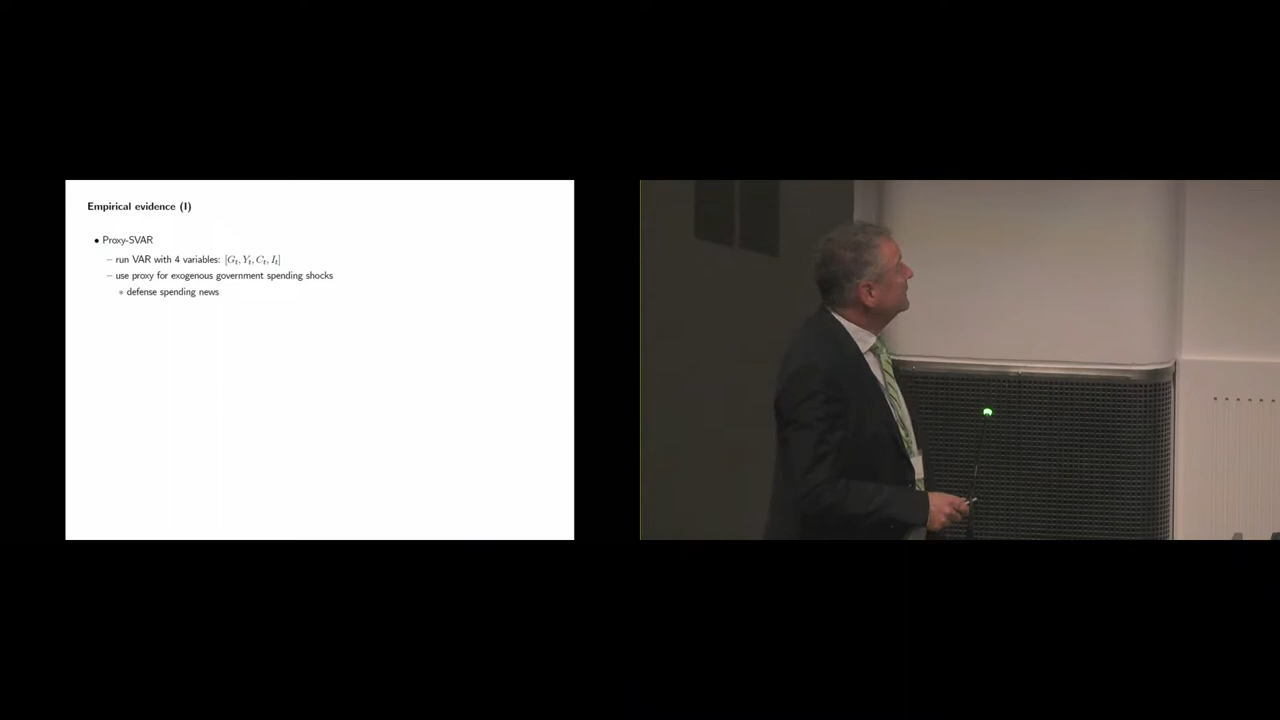 Empirical evidence (I)
• Proxy-SVAR
– run VAR with 4 variables: [G_t, Y_t, C_t, I_t]
– use proxy for exogenous government spending shocks
∗ defense spending news